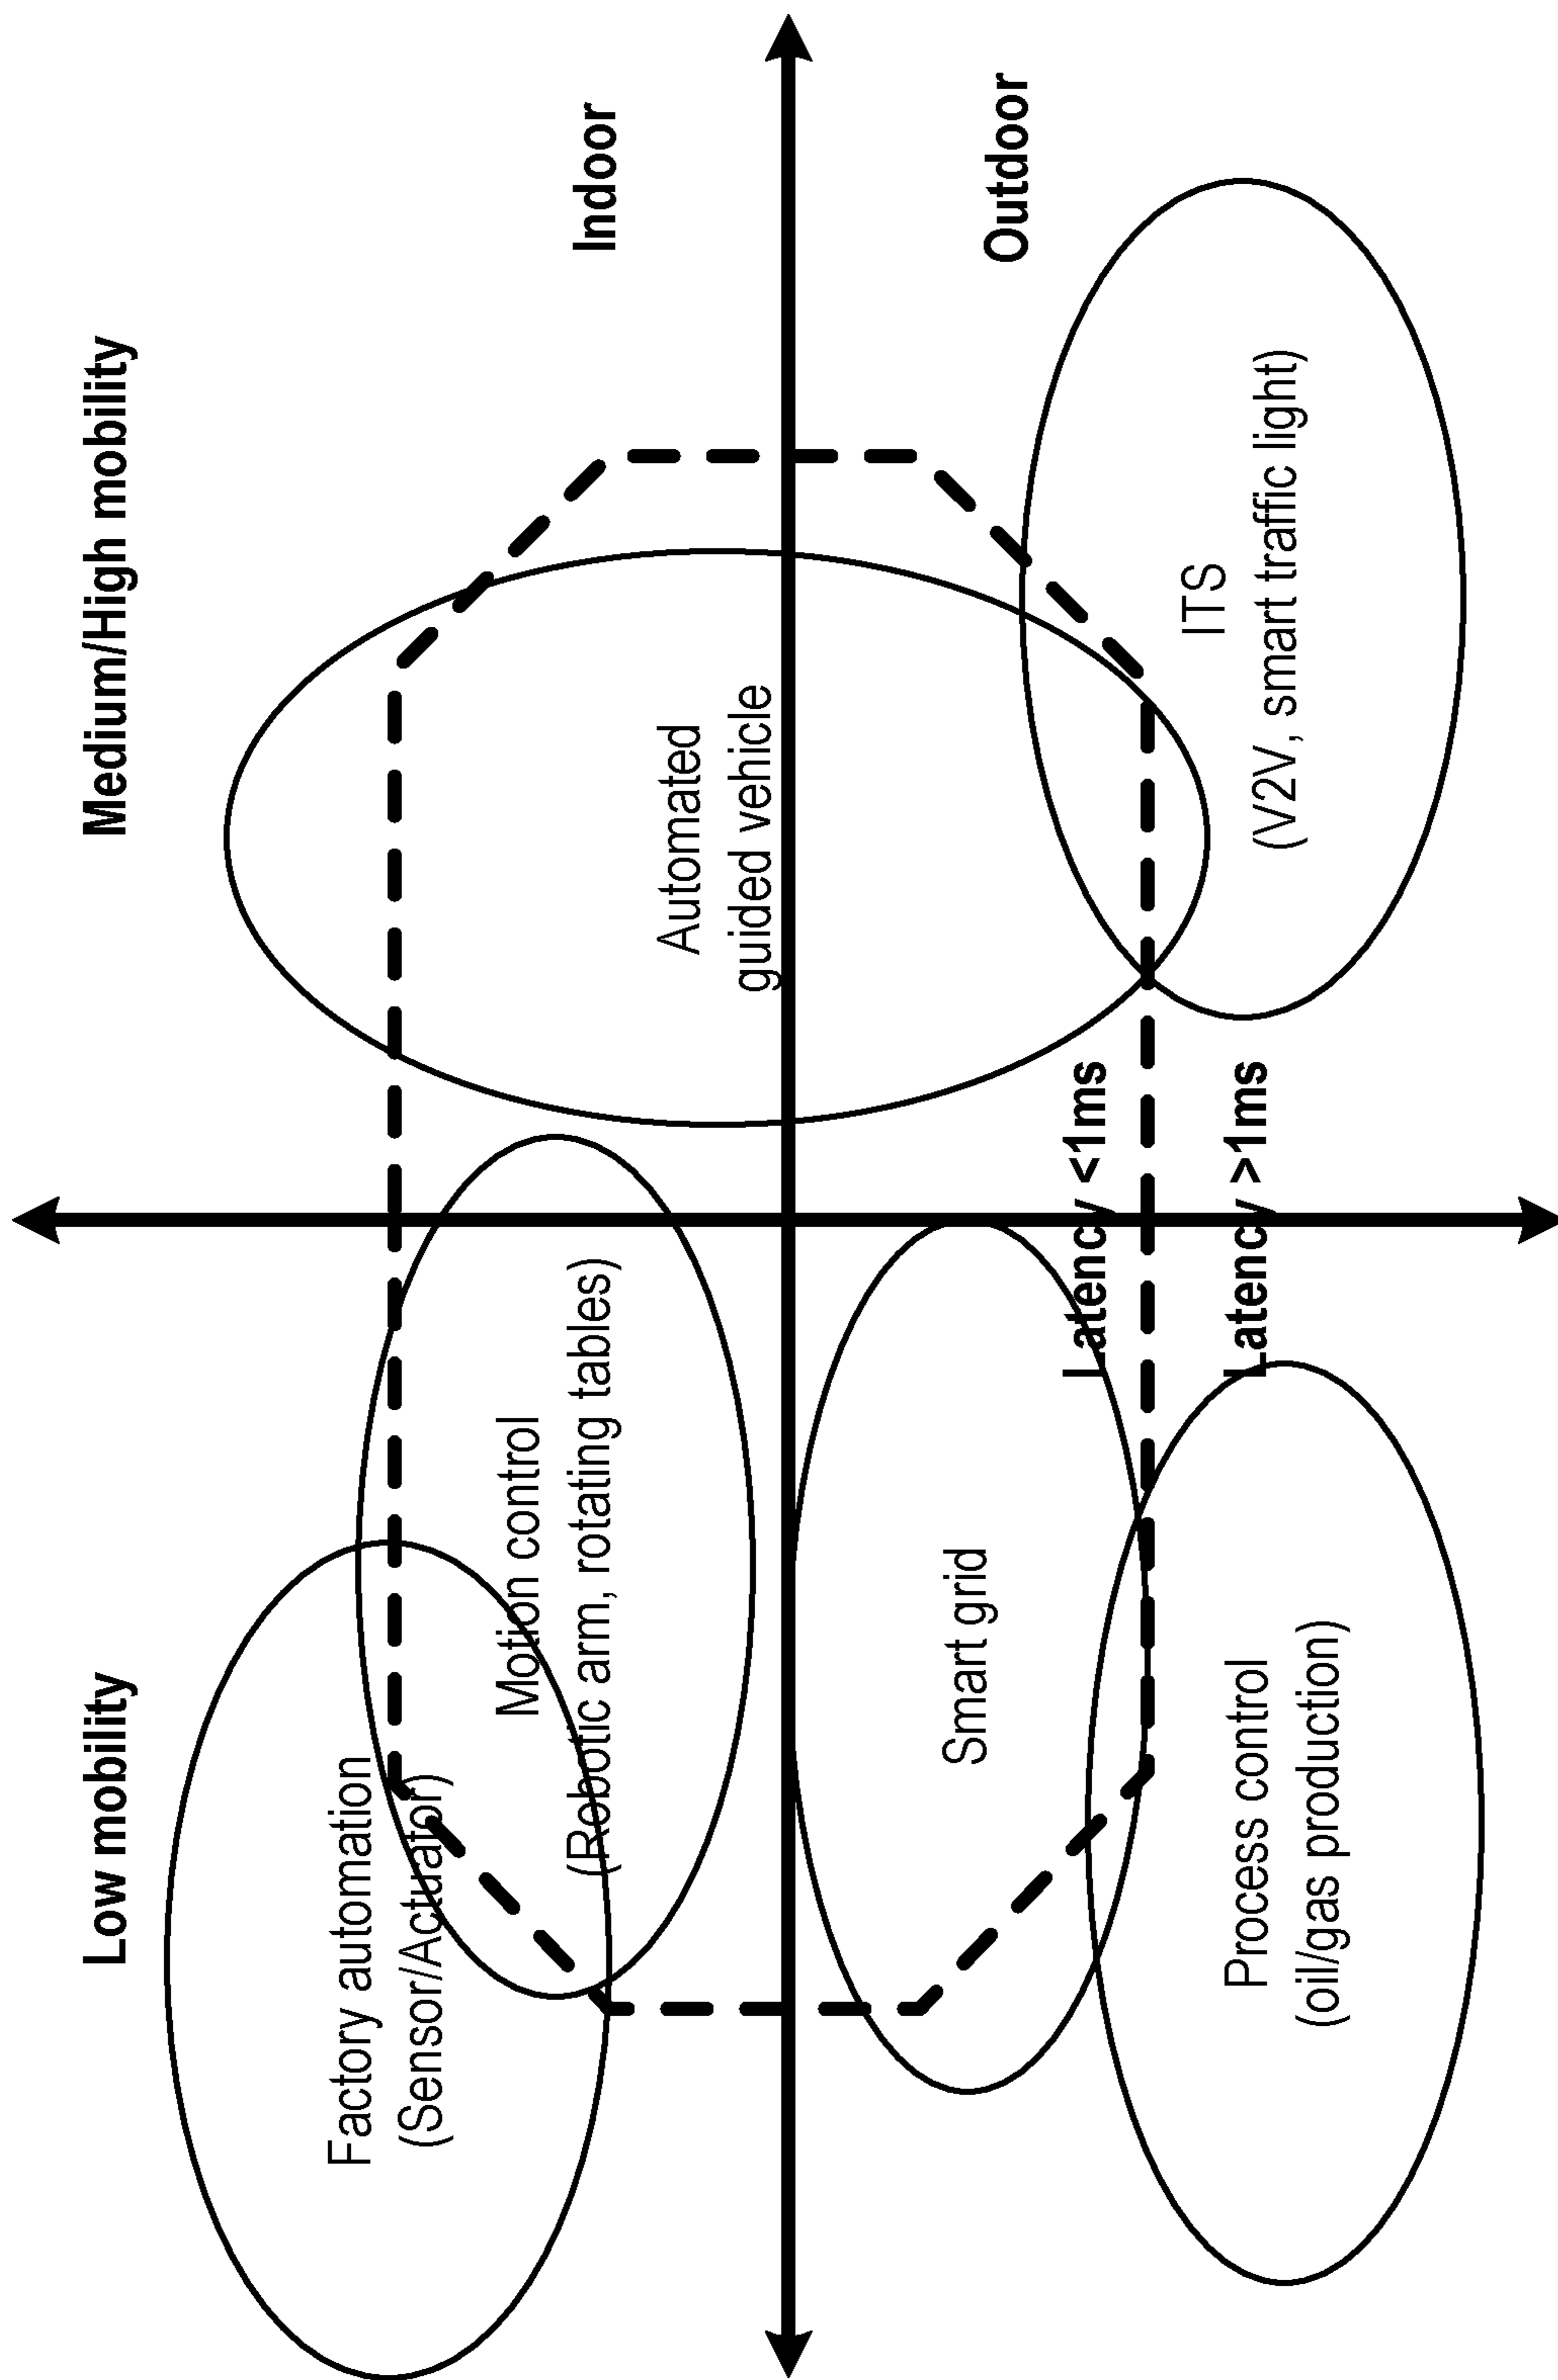 Low mobility
Medium/High mobility
Indoor
Factory automation
(Sensor/Actuator)
Motion control
(Robotic arm, rotating tables)
Automated
guided vehicle
Outdoor
Smart grid
Latency <1ms
Latency >1ms
Process control
(oil/gas production)
ITS
(V2V, smart traffic light)